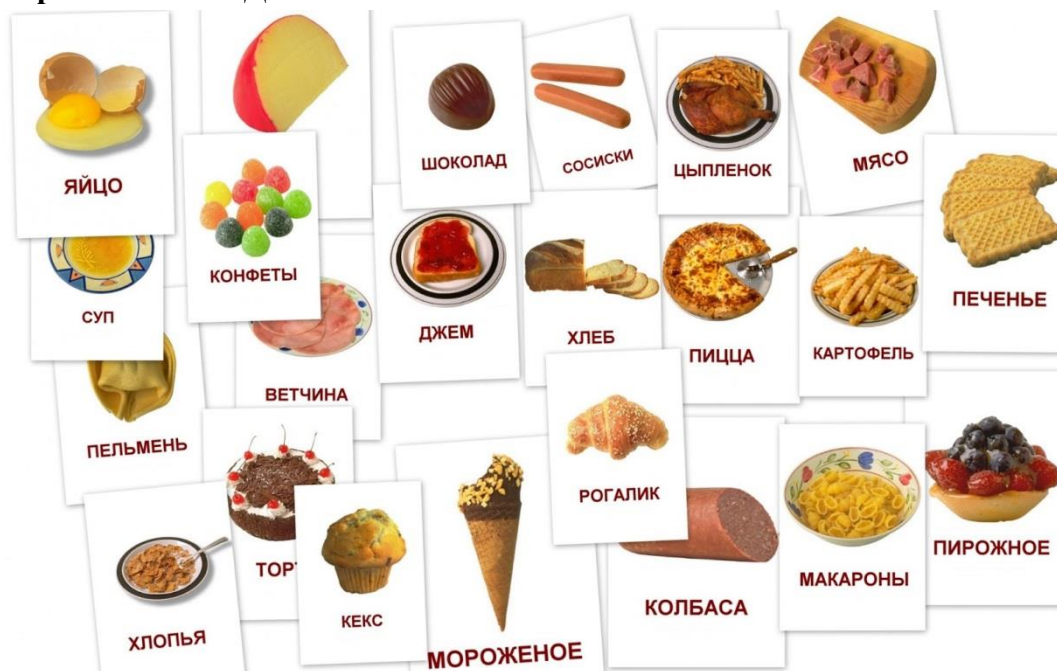 ЯЙЦО
ШОКОЛАД
СОСИСКИ
ЦЫПЛЕНОК
МЯСО
КОНФЕТЫ
СУП
ДЖЕМ
ХЛЕБ
ПИЦЦА
КАРТОФЕЛЬ
ПЕЧЕНЬЕ
ВЕТЧИНА
ПЕЛЬМЕНЬ
РОГАЛИК
ХЛОПЬЯ
ТОРТ
КЕКС
МОРОЖЕНОЕ
КОЛБАСА
МАКАРОНЫ
ПИРОЖНОЕ